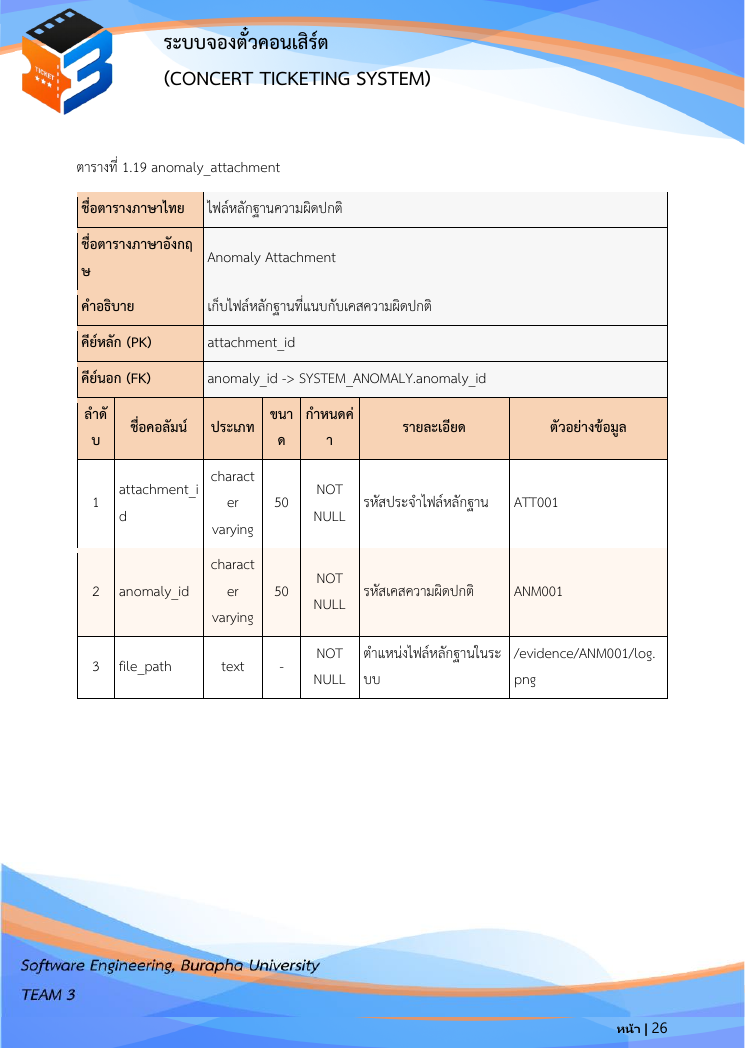 ระบบจองตั๋วคอนเสิร์ต
(CONCERT TICKETING SYSTEM)
TICKET
ตารางที่ 1.19 anomaly_attachment
ชื่อตารางภาษาไทย ไฟล์หลักฐานความผิดปกติ
ชื่อตารางภาษาอังกฤ
ษ
Anomaly Attachment
คำอธิบาย เก็บไฟล์หลักฐานที่แนบกับเคสความผิดปกติ
คีย์หลัก (PK) attachment_id
คีย์นอก (FK) anomaly_id -> SYSTEM_ANOMALY.anomaly_id
ลำดั
บ
ชื่อคอลัมน์
ประเภท
ขนา
ด
กำหนดค่
า
รายละเอียด
ตัวอย่างข้อมูล
1
attachment_i
d
charact
er
varying
50
NOT
NULL
รหัสประจำไฟล์หลักฐาน
ATT001
2
anomaly_id
charact
er
varying
50
NOT
NULL
รหัสเคสความผิดปกติ
ANM001
3
file_path
text
-
NOT
NULL
ตำแหน่งไฟล์หลักฐานในระ
บบ
/evidence/ANM001/log.
png
Software Engineering, Burapha University
TEAM 3
หน้า | 26